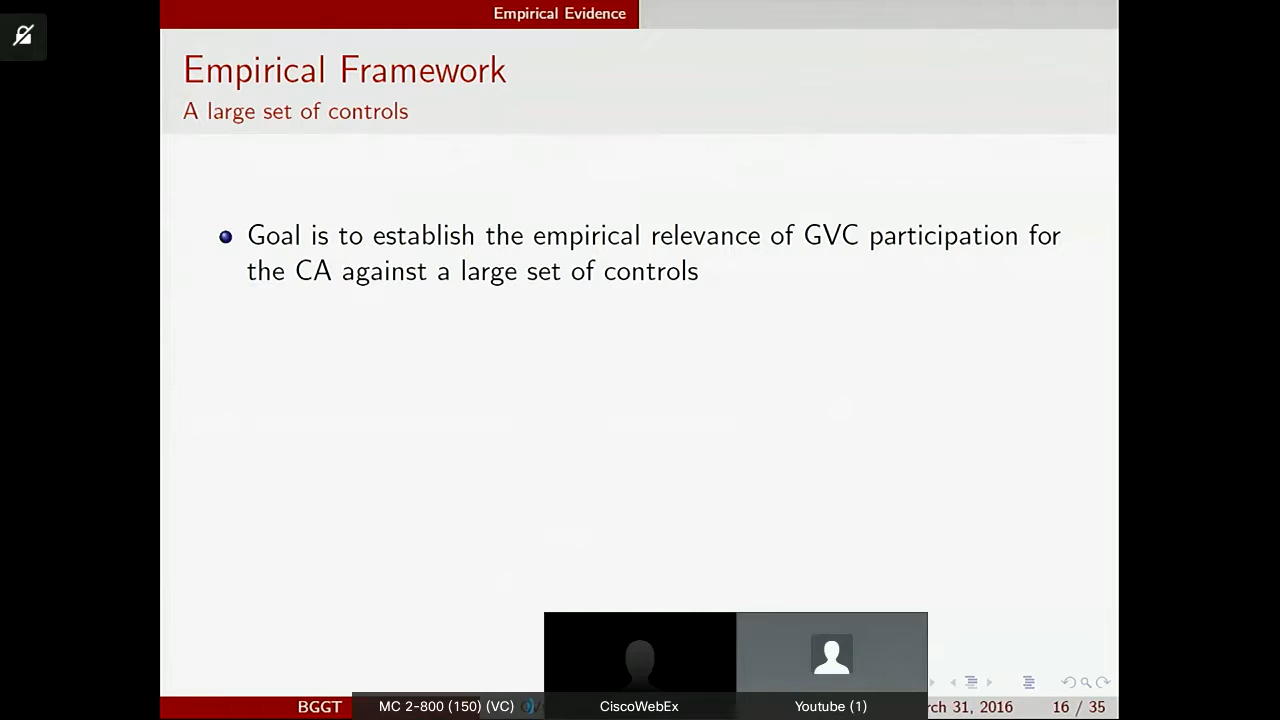 Empirical Evidence
Empirical Framework
A large set of controls
Goal is to establish the empirical relevance of GVC participation for
the CA against a large set of controls
BGGT
MC 2-800 (150) (VC)
CiscoWebEx
Youtube (1)
31, 2016
16 / 35